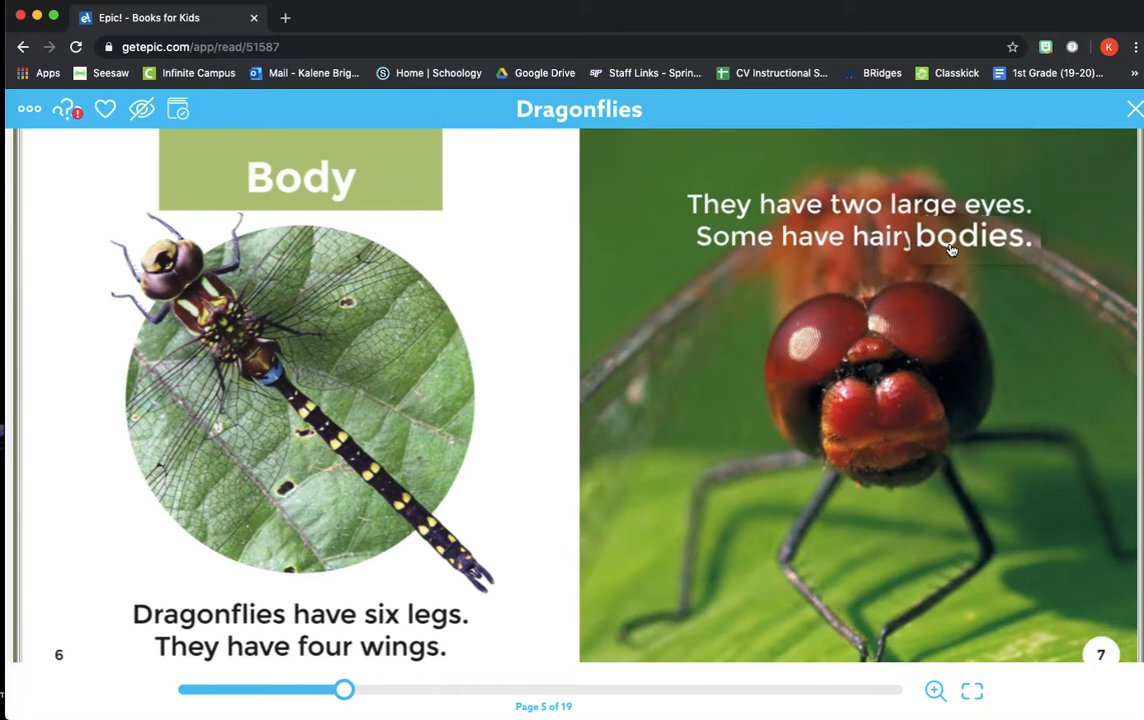 Epic! - Books for Kids
getepic.com/app/read/51587
K
Apps Seesaw Infinite Campus Mail - Kalene Brig... Home | Schoology Google Drive Staff Links - Sprin... CV Instructional S... BRidges Classkick 1st Grade (19-20)...
Dragonflies
Body
Dragonflies have six legs.
They have four wings.
6
They have two large eyes.
Some have hairy bodies.
7
Page 5 of 19